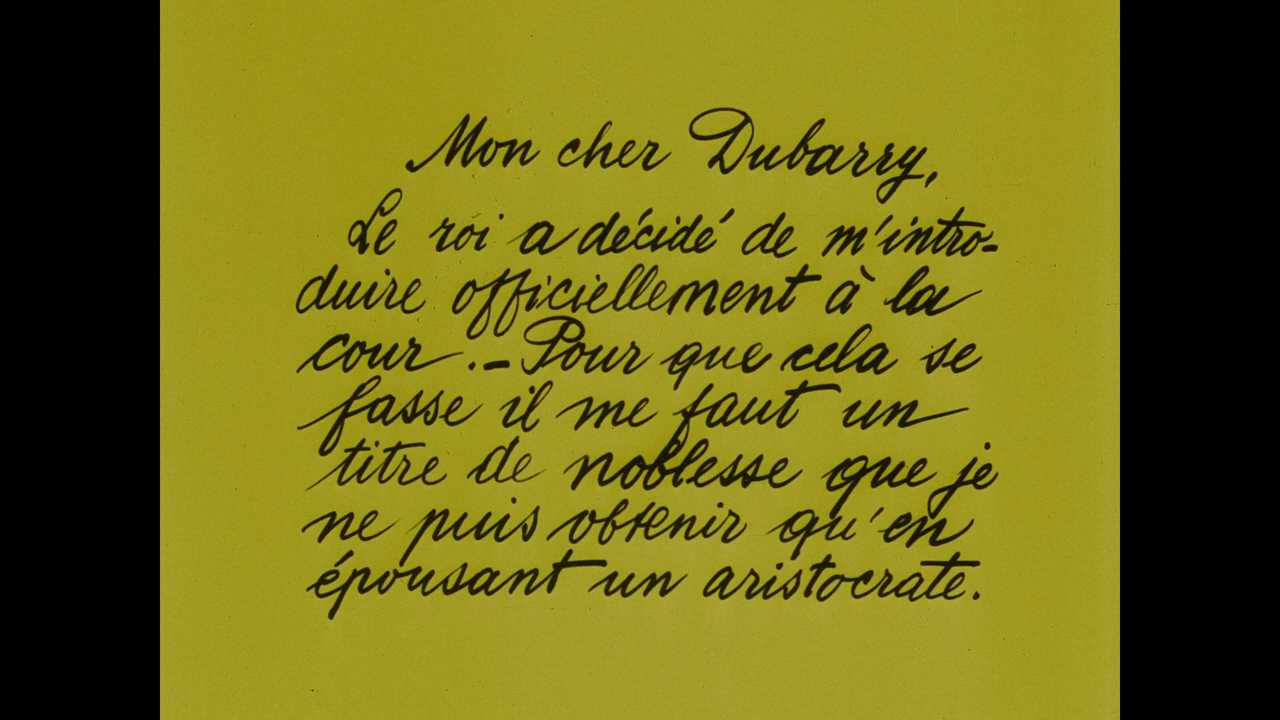 Mon cher Dubarry,
Le roi a décidé de m'intro-
duire officiellement à la
cour.-Pour que cela se
fasse il me faut un
titre de noblesse que je
ne puis obtenir qu'en
épousant un aristocrate.